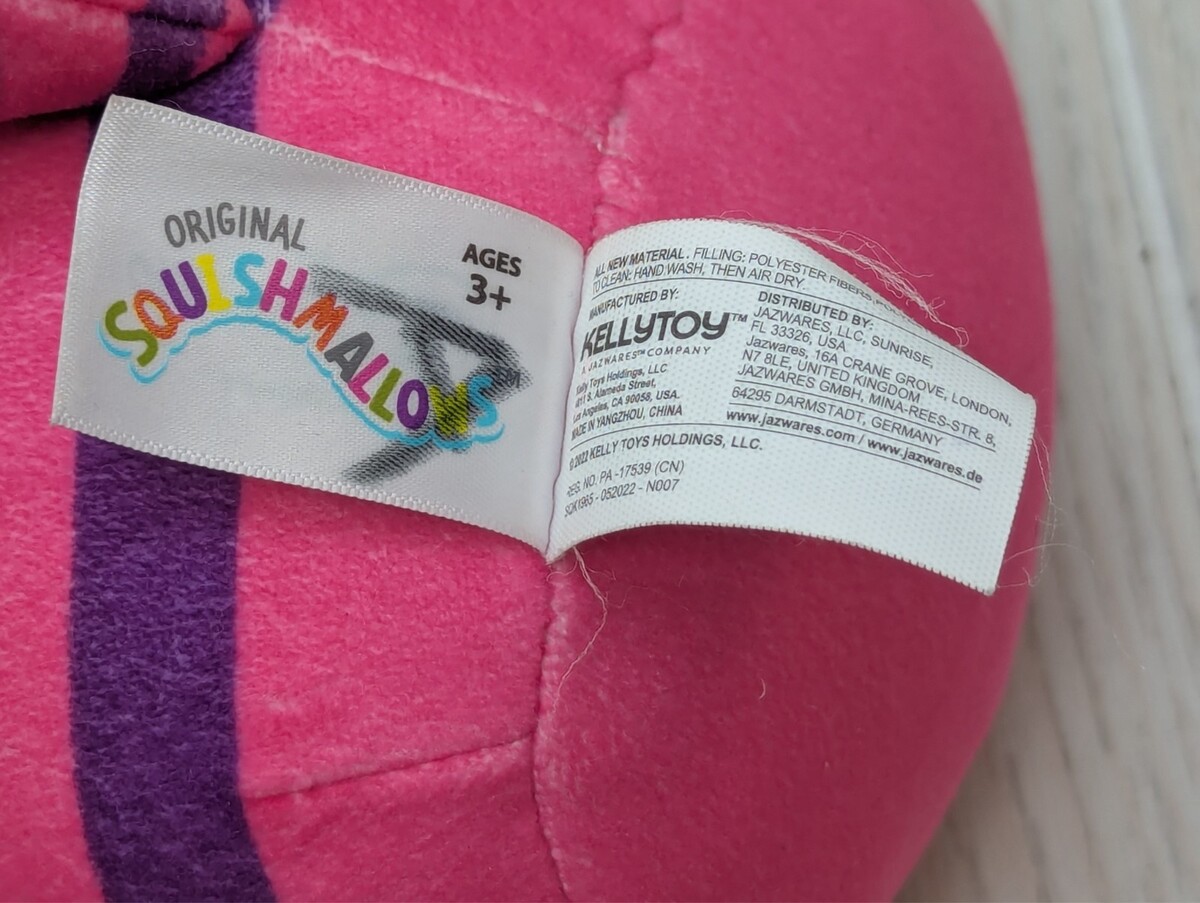 ORIGINAL
SQUISHMALLOWS
AGES
3+
ALL NEW MATERIAL. FILLING: POLYESTER FIBERS,
TO CLEAN: HAND WASH, THEN AIR DRY
MANUFACTURED BY:
KELLYTOY™
A JAZWARES™ COMPANY
Kelly Toys Holdings, LLC
4811 S. Alameda Street,
Los Angeles, CA 90058, USA.
MADE IN YANGZHOU, CHINA
DISTRIBUTED BY:
JAZWARES, LLC, SUNRISE,
FL 33326, USA
Jazwares, 16A CRANE GROVE, LONDON,
N7 8LE, UNITED KINGDOM
JAZWARES GMBH, MINA-REES-STR. 8,
64295 DARMSTADT, GERMANY
www.jazwares.com / www.jazwares.de
© 2022 KELLY TOYS HOLDINGS, LLC.
REG. NO. PA -17539 (CN)
SQK1965 - 052022 - N007